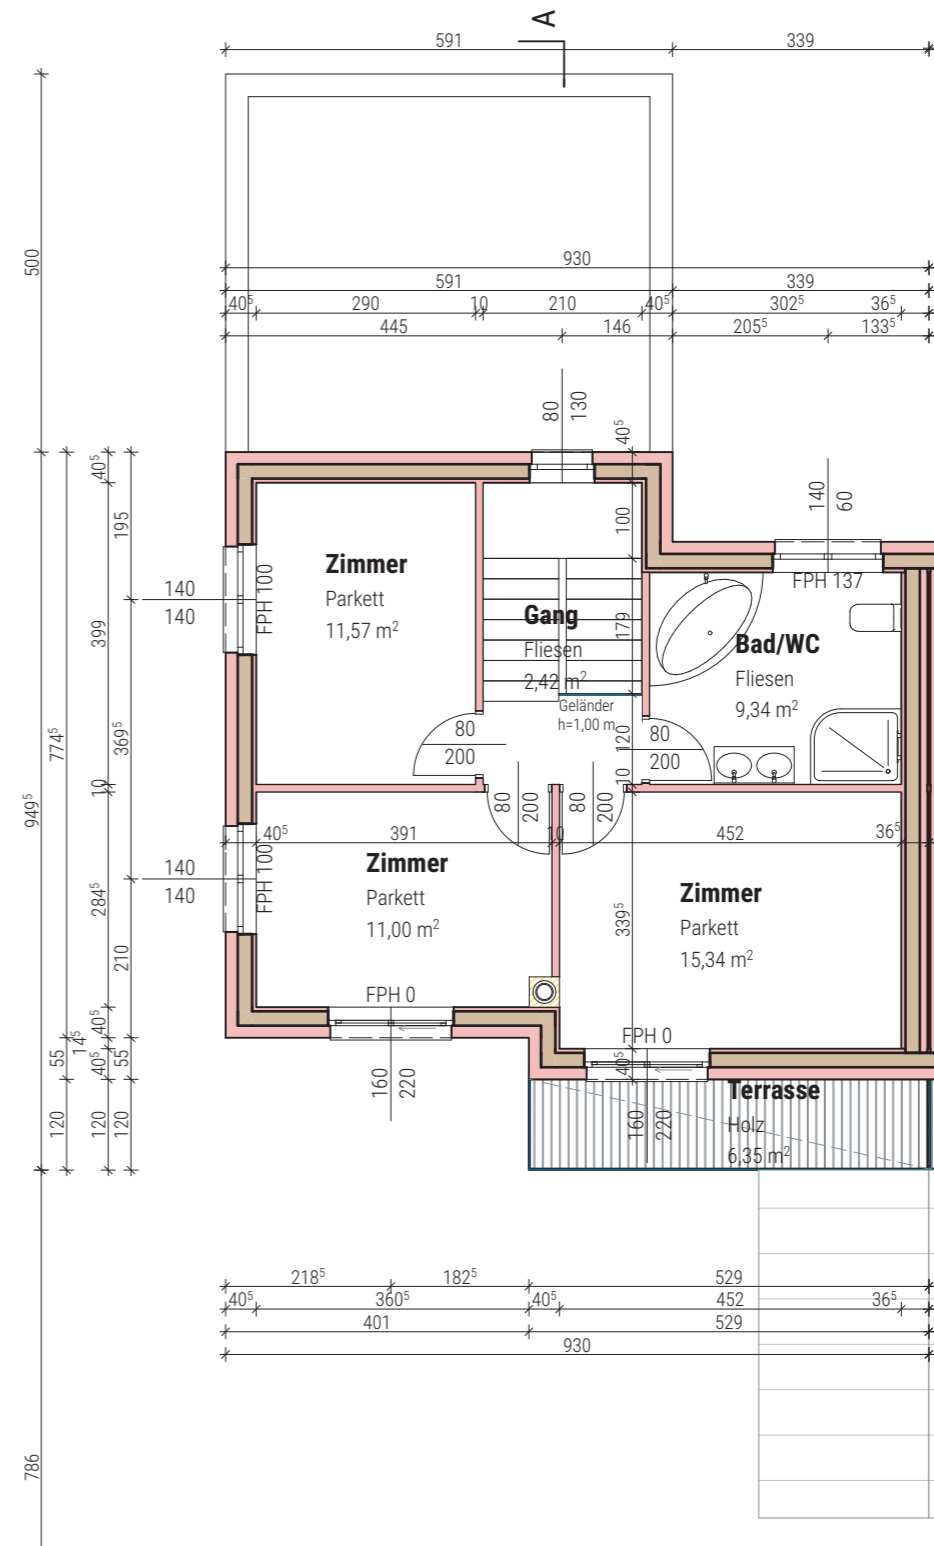 A
591 339
930
591 339
40⁵ 290 10 210 40⁵ 302⁵ 36⁵
445 146 205⁵ 133⁵
500
80
130
40⁵
140
60
FPH 137
40⁵
195
100
Zimmer
Parkett
11,57 m²
140
140
FPH 100
399
Gang
Fliesen
2,42 m²
179
Geländer
h=1,00 m
Bad/WC
Fliesen
9,34 m²
774⁵
369⁵
949⁵
80
200
120
80
200
10
10
80
200
80
200
40⁵ 391 10 452 36⁵
140
140
FPH 100
284⁵
Zimmer
Parkett
11,00 m²
Zimmer
Parkett
15,34 m²
339⁵
210
FPH 0
FPH 0
40⁵
14⁵
55
40⁵
55
40⁵
160
220
160
220
Terrasse
Holz
6,35 m²
120
120
120
218⁵ 182⁵ 529
40⁵ 360⁵ 40⁵ 452 36⁵
401 529
930
786